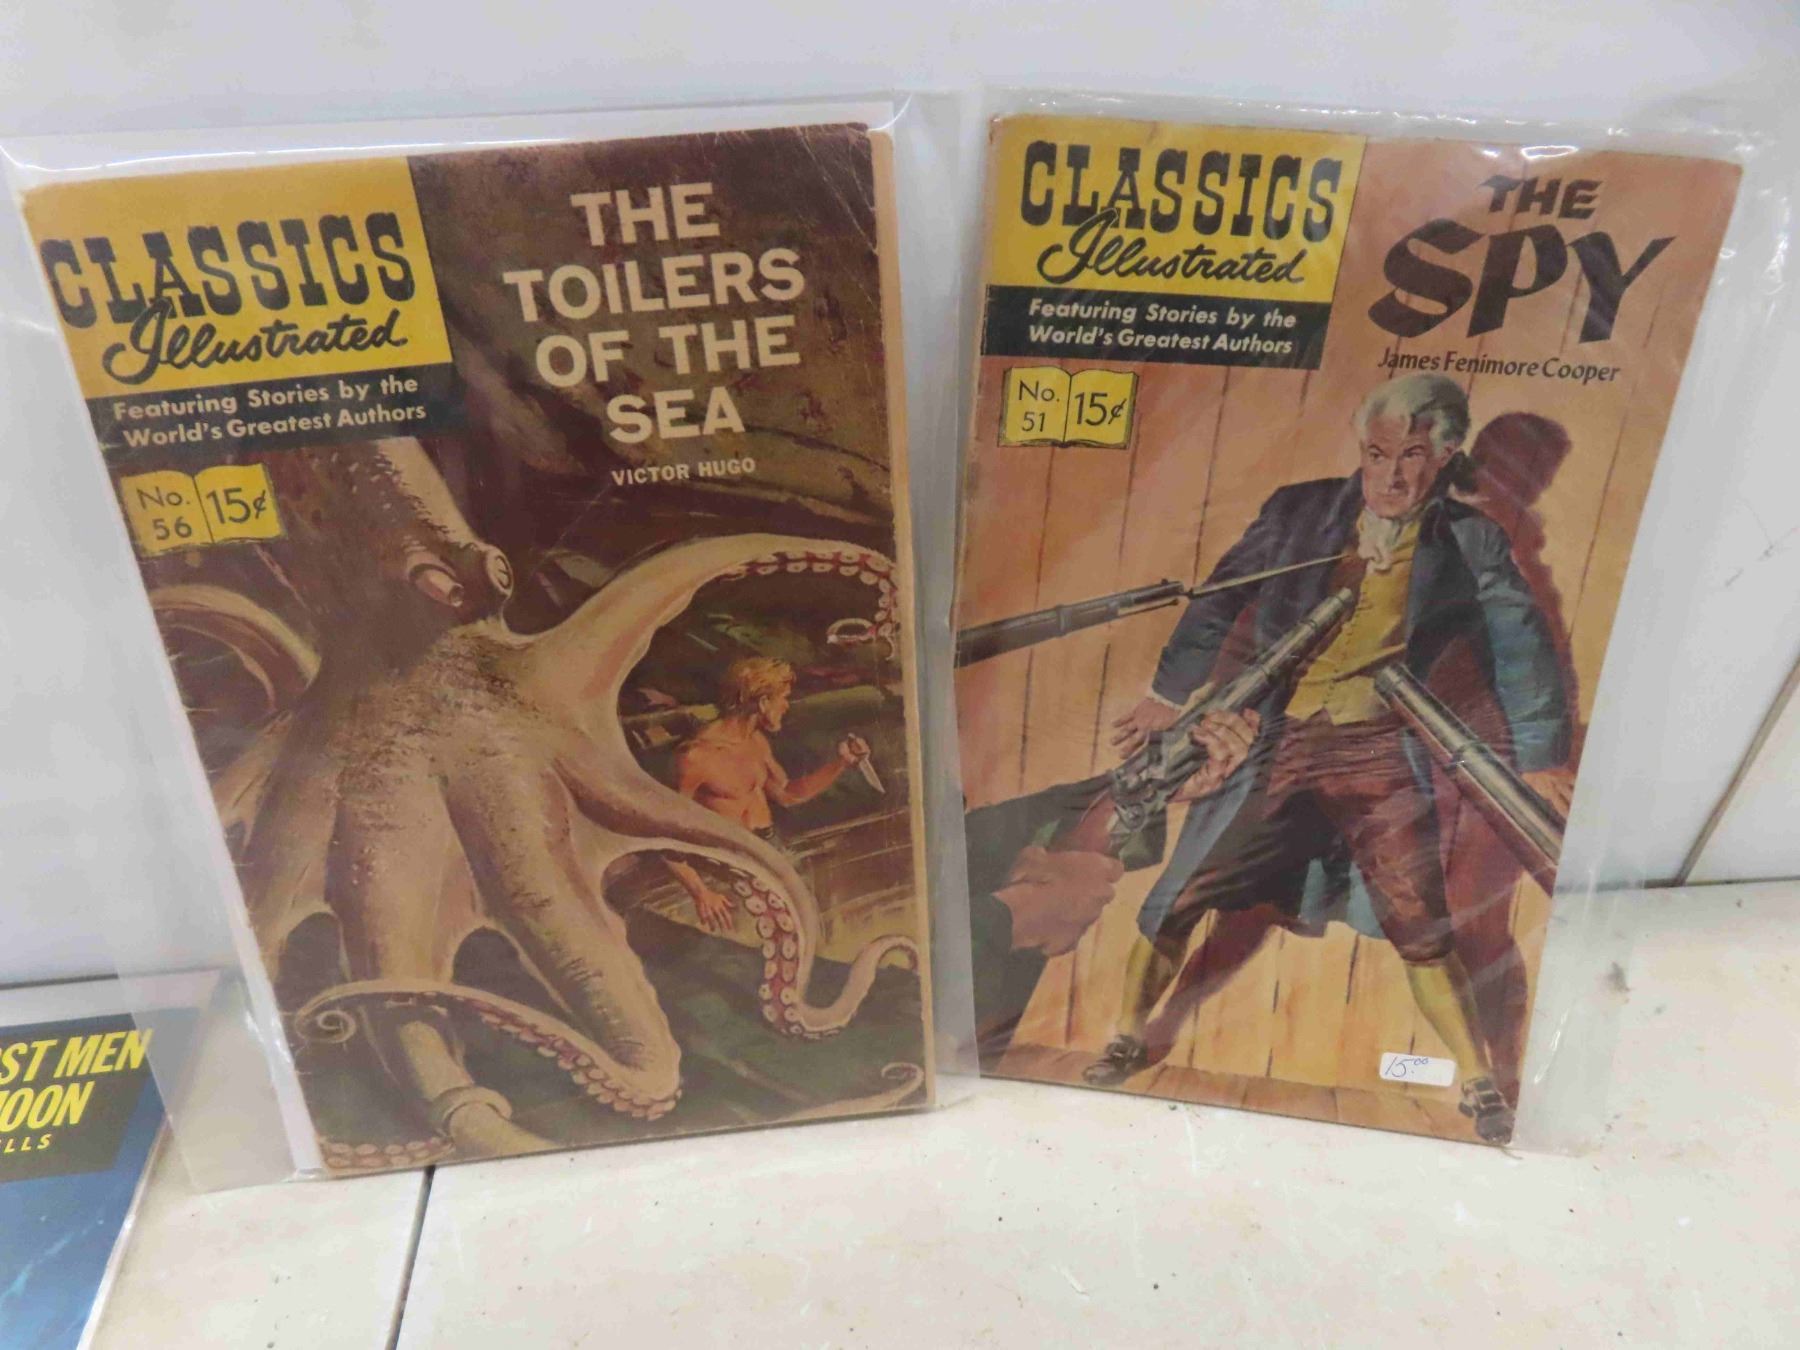 CLASSICS
Illustrated
Featuring Stories by the
World's Greatest Authors
No.
56
15¢
THE
TOILERS
OF THE
SEA
VICTOR HUGO
CLASSICS
Illustrated
Featuring Stories by the
World's Greatest Authors
No.
51
15¢
THE
SPY
James Fenimore Cooper
15.00
ST MEN
OON
LLS